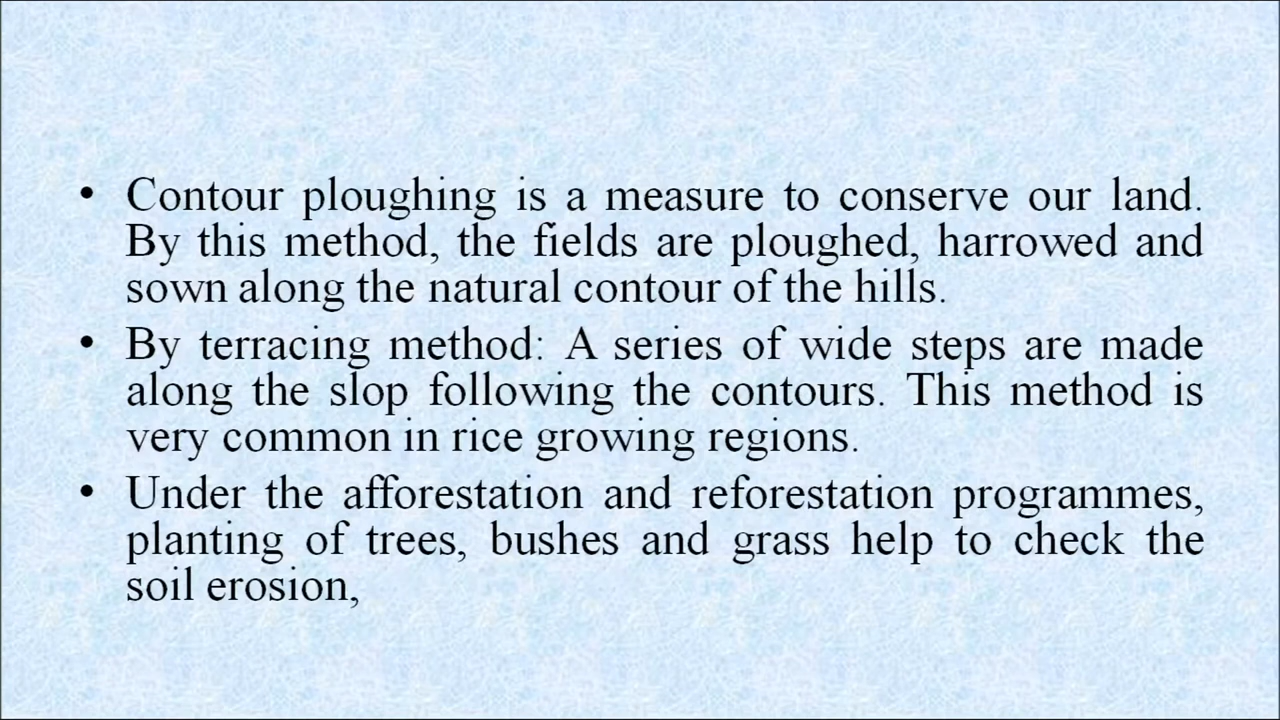 • Contour ploughing is a measure to conserve our land.
By this method, the fields are ploughed, harrowed and
sown along the natural contour of the hills.
• By terracing method: A series of wide steps are made
along the slop following the contours. This method is
very common in rice growing regions.
• Under the afforestation and reforestation programmes,
planting of trees, bushes and grass help to check the
soil erosion,